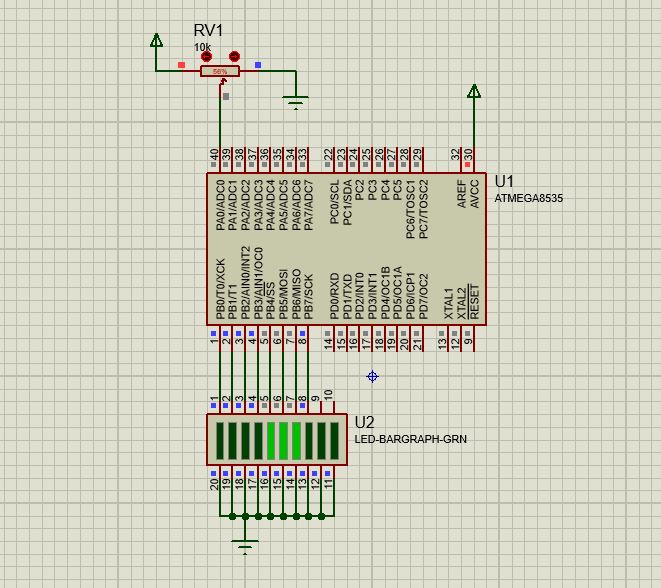 RV1
10k
56%
40 39 38 37 36 35 34 33 22 23 24 25 26 27 28 29 32 30
U1
ATMEGA8535
PA0/ADC0
PA1/ADC1
PA2/ADC2
PA3/ADC3
PA4/ADC4
PA5/ADC5
PA6/ADC6
PA7/ADC7
PC0/SCL
PC1/SDA
PC2
PC3
PC4
PC5
PC6/TOSC1
PC7/TOSC2
AREF
AVCC
PB0/T0/XCK
PB1/T1
PB2/AIN0/INT2
PB3/AIN1/OC0
PB4/SS
PB5/MOSI
PB6/MISO
PB7/SCK
PD0/RXD
PD1/TXD
PD2/INT0
PD3/INT1
PD4/OC1B
PD5/OC1A
PD6/ICP1
PD7/OC2
XTAL1
XTAL2
RESET
1 2 3 4 5 6 7 8 14 15 16 17 18 19 20 21 13 12 9
1 2 3 4 5 6 7 8 9 10
U2
LED-BARGRAPH-GRN
20 19 18 17 16 15 14 13 12 11